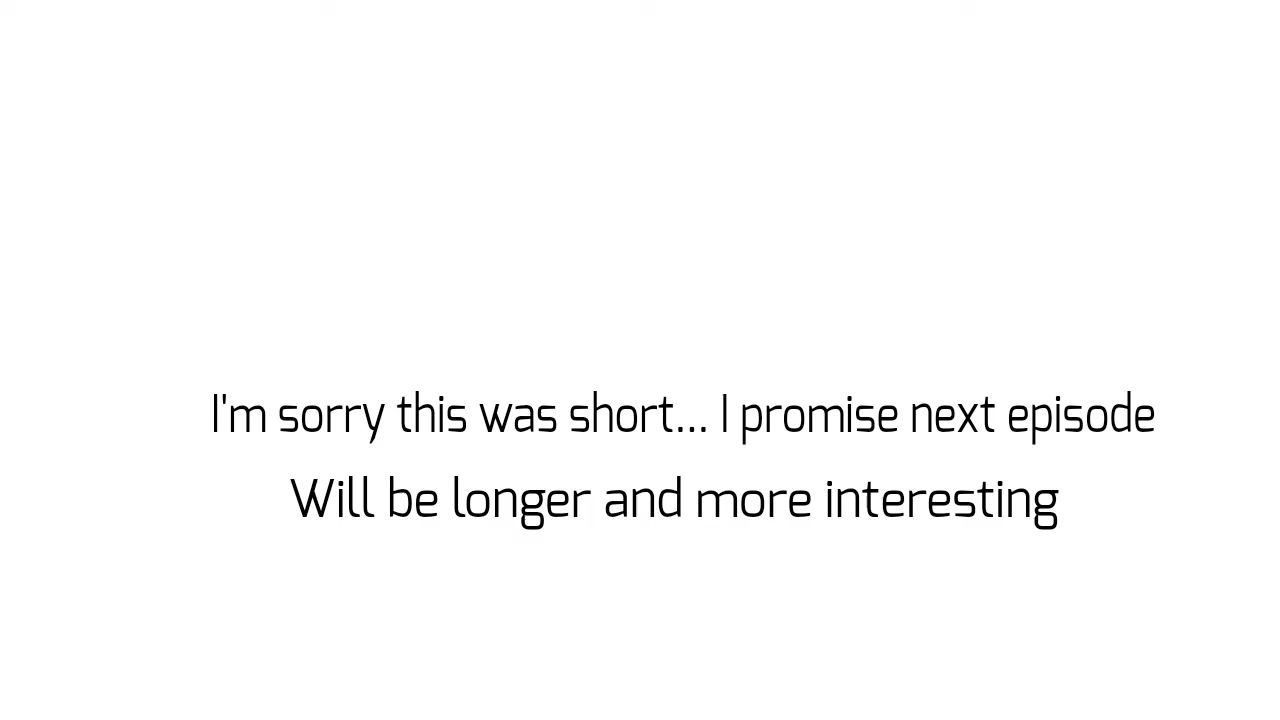 I'm sorry this was short... I promise next episode
Will be longer and more interesting